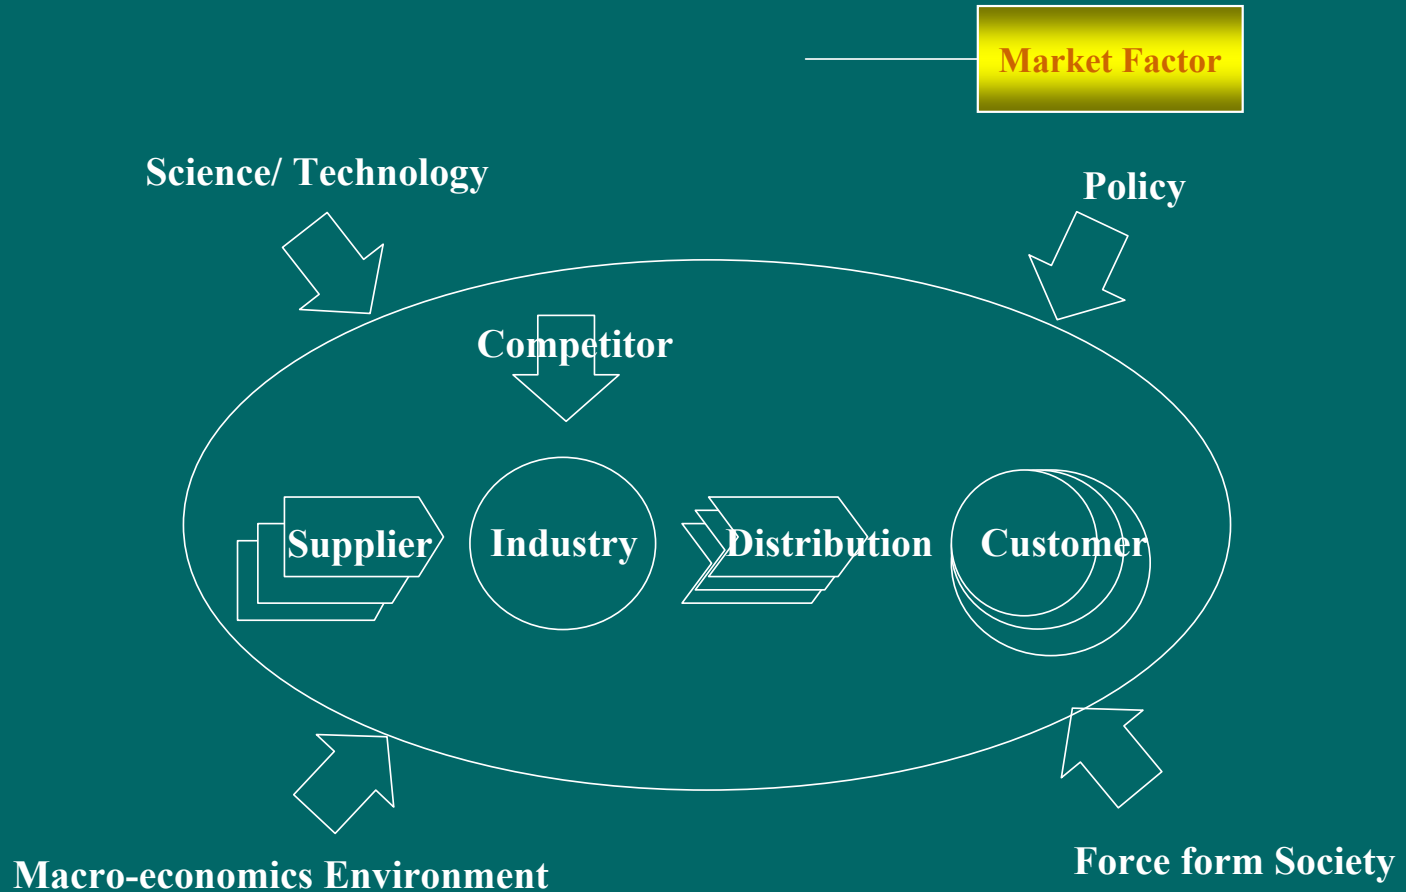 Market Factor
Science/ Technology
Policy
Competitor
Supplier
Industry
Distribution
Customer
Macro-economics Environment
Force form Society